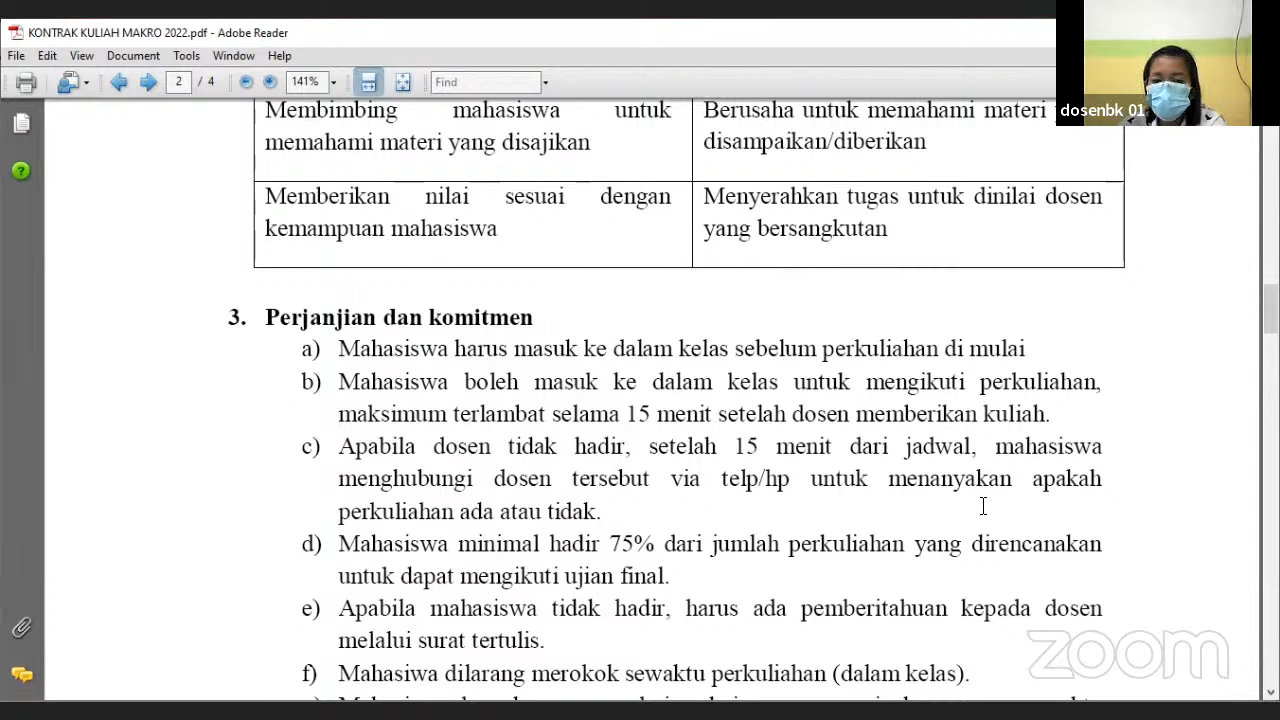 KONTRAK KULIAH MAKRO 2022.pdf - Adobe Reader
File Edit View Document Tools Window Help
2 / 4 141% Find
dosenbk 01
Membimbing mahasiswa untuk
memahami materi yang disajikan
Berusaha untuk memahami materi
disampaikan/diberikan
Memberikan nilai sesuai dengan
kemampuan mahasiswa
Menyerahkan tugas untuk dinilai dosen
yang bersangkutan
3. Perjanjian dan komitmen
a) Mahasiswa harus masuk ke dalam kelas sebelum perkuliahan di mulai
b) Mahasiswa boleh masuk ke dalam kelas untuk mengikuti perkuliahan,
maksimum terlambat selama 15 menit setelah dosen memberikan kuliah.
c) Apabila dosen tidak hadir, setelah 15 menit dari jadwal, mahasiswa
menghubungi dosen tersebut via telp/hp untuk menanyakan apakah
perkuliahan ada atau tidak.
d) Mahasiswa minimal hadir 75% dari jumlah perkuliahan yang direncanakan
untuk dapat mengikuti ujian final.
e) Apabila mahasiswa tidak hadir, harus ada pemberitahuan kepada dosen
melalui surat tertulis.
f) Mahasiwa dilarang merokok sewaktu perkuliahan (dalam kelas).
zoom